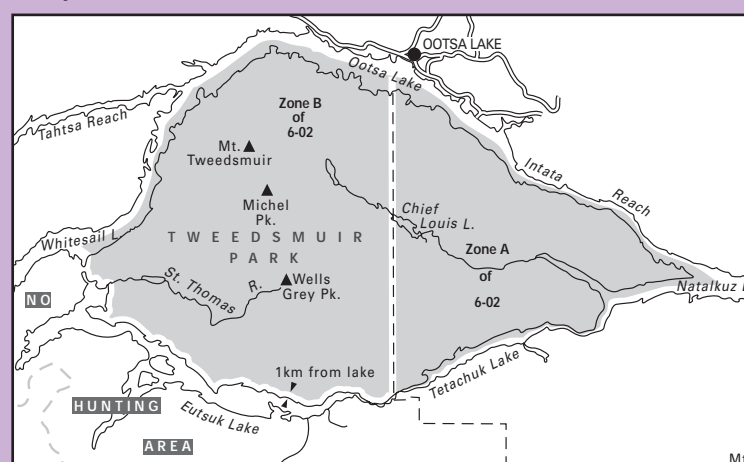 OOTSA LAKE
Ootsa Lake
Zone B
of
6-02
Tahtsa Reach
Mt.
Tweedsmuir
Intata
Reach
Michel
Pk.
Chief
Louis L.
Whitesail L.
TWEEDSMUIR
PARK
Zone A
of
6-02
St. Thomas
R.
Wells
Grey Pk.
Natalkuz
NO
1km from lake
Tetachuk Lake
HUNTING
Eutsuk Lake
AREA